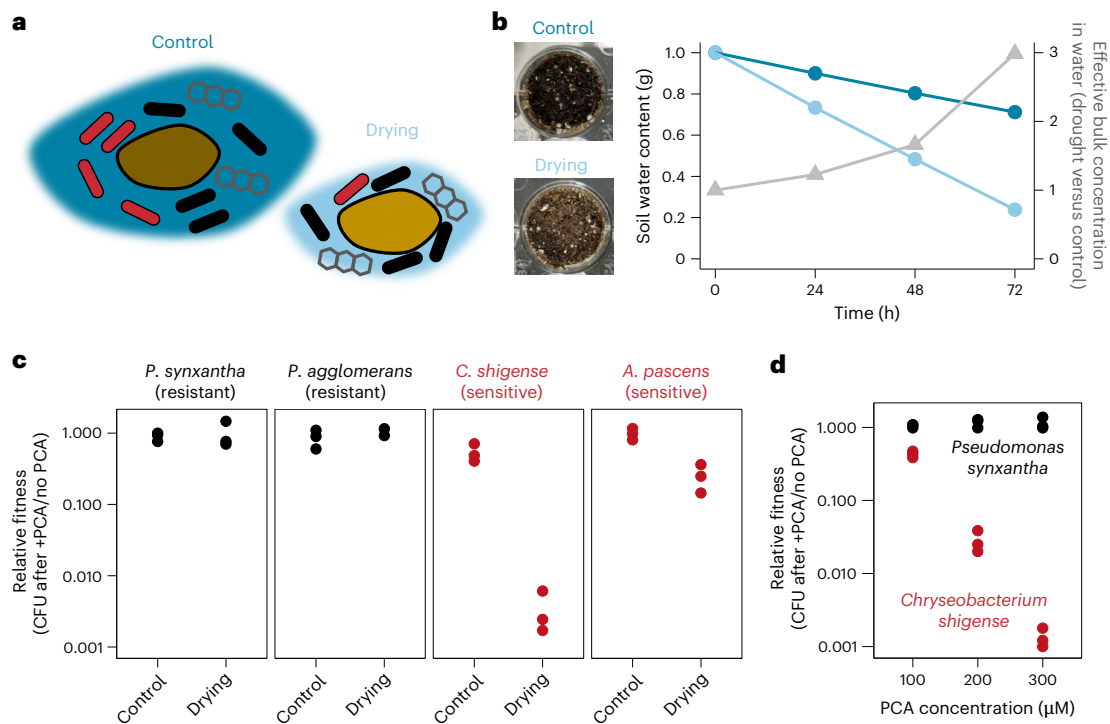 a
Control
Drying
b
Control
Drying
Soil water content (g)
1.0
0.8
0.6
0.4
0.2
0
3
2
1
0
Effective bulk concentration
in water (drought versus control)
0
24
48
72
Time (h)
c
P. synxantha
(resistant)
P. agglomerans
(resistant)
C. shigense
(sensitive)
A. pascens
(sensitive)
Relative fitness
(CFU after +PCA/no PCA)
1.000
0.100
0.010
0.001
Control
Drying
Control
Drying
Control
Drying
Control
Drying
d
Relative fitness
(CFU after +PCA/no PCA)
1.000
0.100
0.010
0.001
Pseudomonas
synxantha
Chryseobacterium
shigense
100
200
300
PCA concentration (µM)